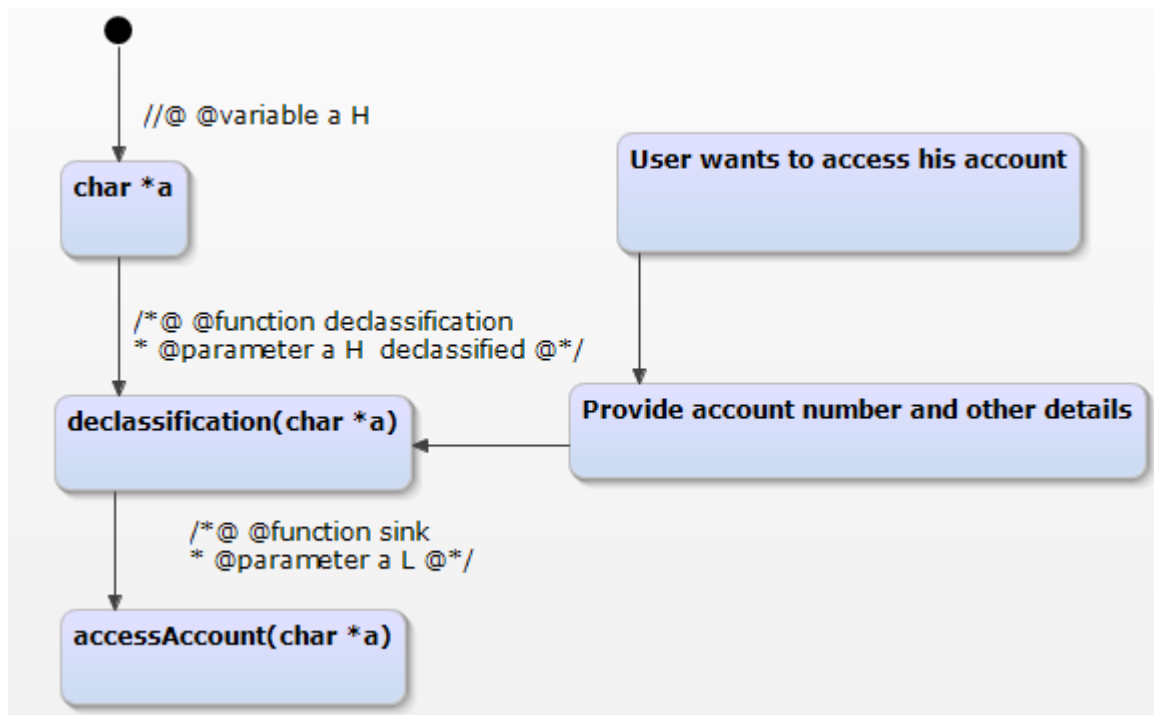 //@ @variable a H
char *a
User wants to access his account
/*@ @function declassification
* @parameter a H  declassified @*/
declassification(char *a)
Provide account number and other details
/*@ @function sink
* @parameter a L @*/
accessAccount(char *a)